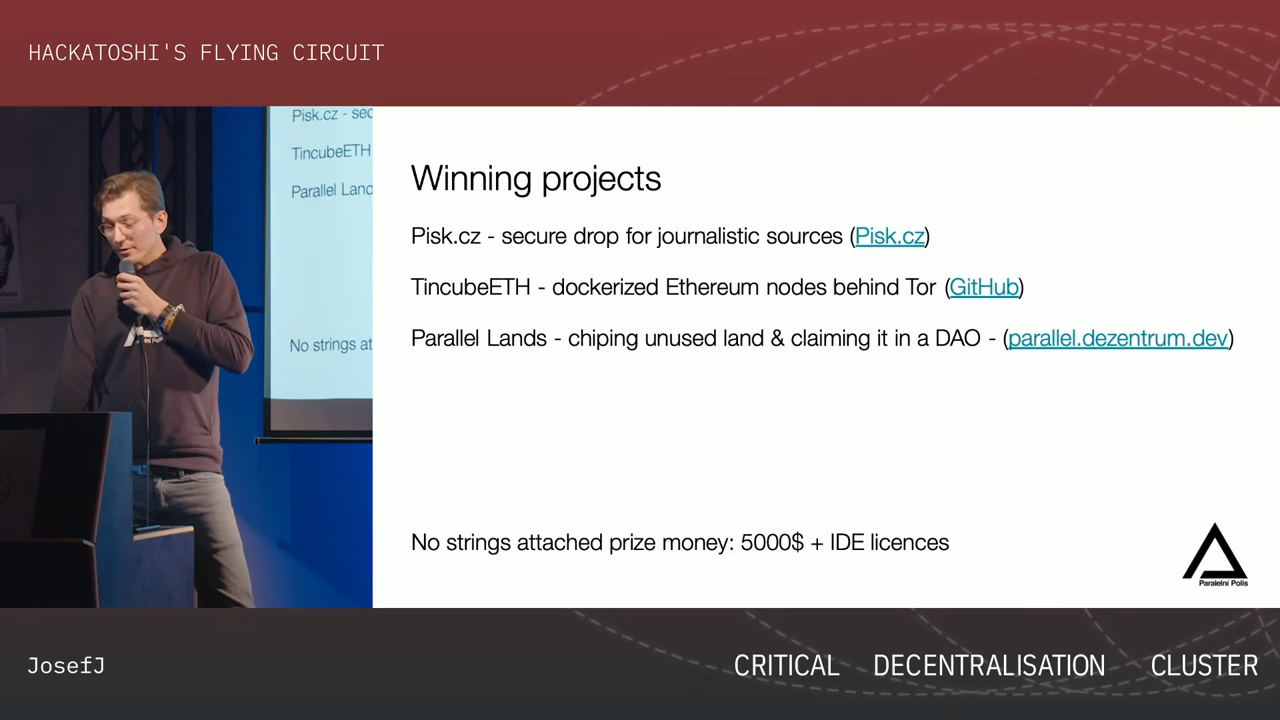 HACKATOSHI'S FLYING CIRCUIT
Pisk.cz - sec
TincubeETH
Parallel Land
No strings at
Winning projects
Pisk.cz - secure drop for journalistic sources (Pisk.cz)
TincubeETH - dockerized Ethereum nodes behind Tor (GitHub)
Parallel Lands - chiping unused land & claiming it in a DAO - (parallel.dezentrum.dev)
No strings attached prize money: 5000$ + IDE licences
Paralelní Polis
JosefJ
CRITICAL DECENTRALISATION CLUSTER